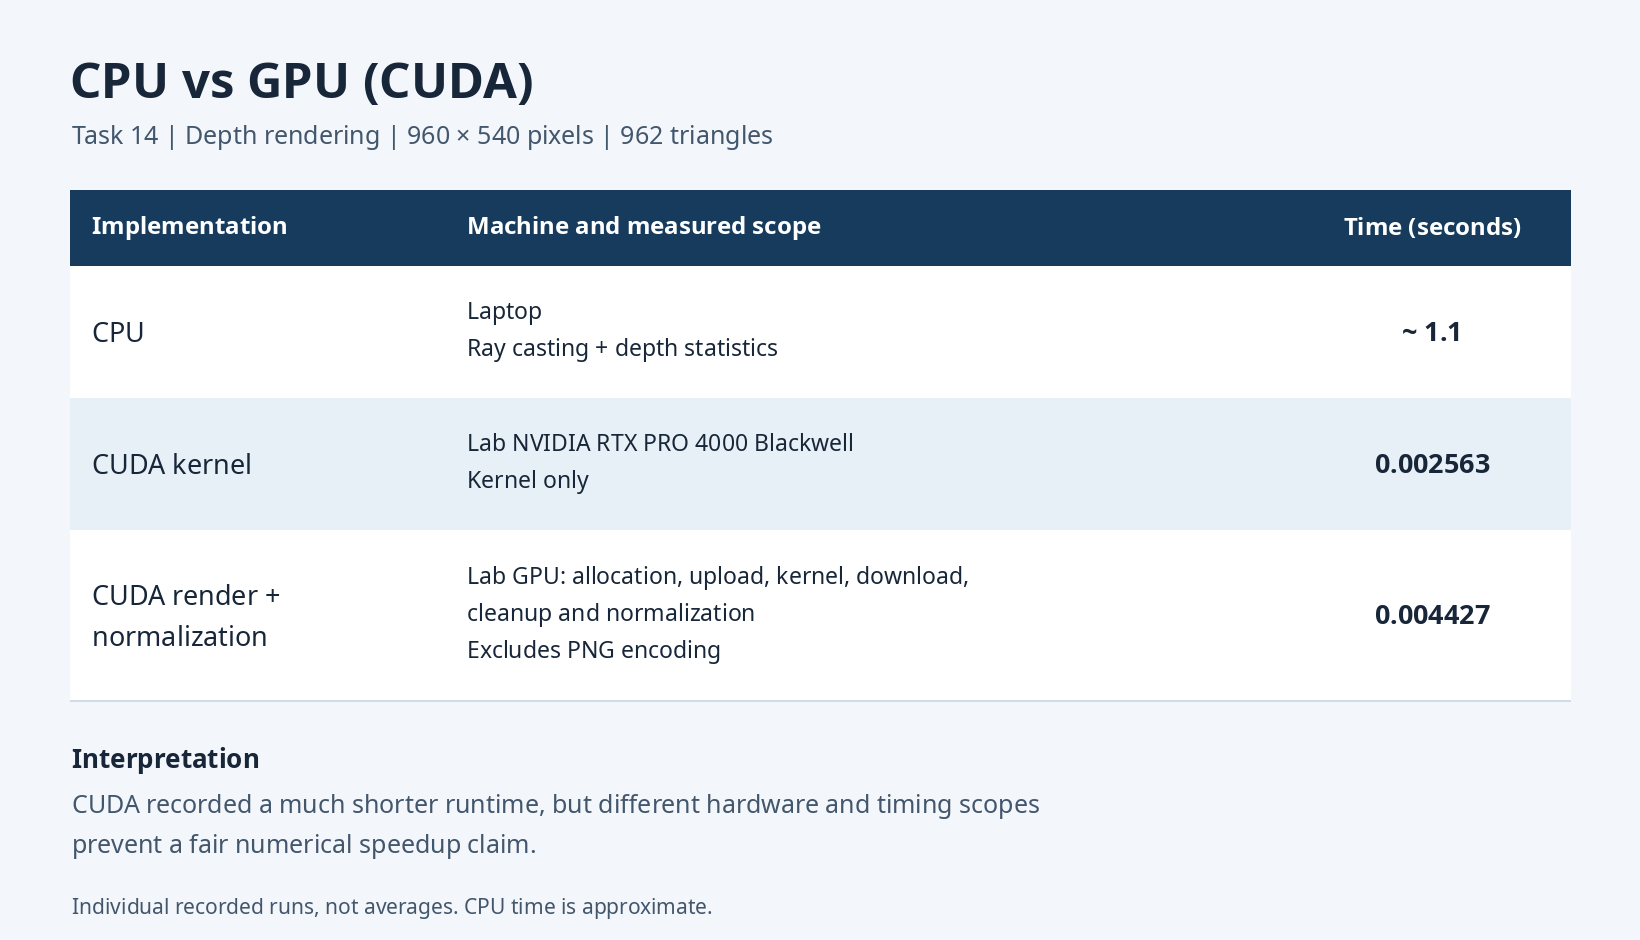 CPU vs GPU (CUDA)
Task 14 | Depth rendering | 960 × 540 pixels | 962 triangles
Implementation
Machine and measured scope
Time (seconds)
CPU
Laptop
Ray casting + depth statistics
~ 1.1
CUDA kernel
Lab NVIDIA RTX PRO 4000 Blackwell
Kernel only
0.002563
CUDA render +
normalization
Lab GPU: allocation, upload, kernel, download,
cleanup and normalization
Excludes PNG encoding
0.004427
Interpretation
CUDA recorded a much shorter runtime, but different hardware and timing scopes
prevent a fair numerical speedup claim.
Individual recorded runs, not averages. CPU time is approximate.